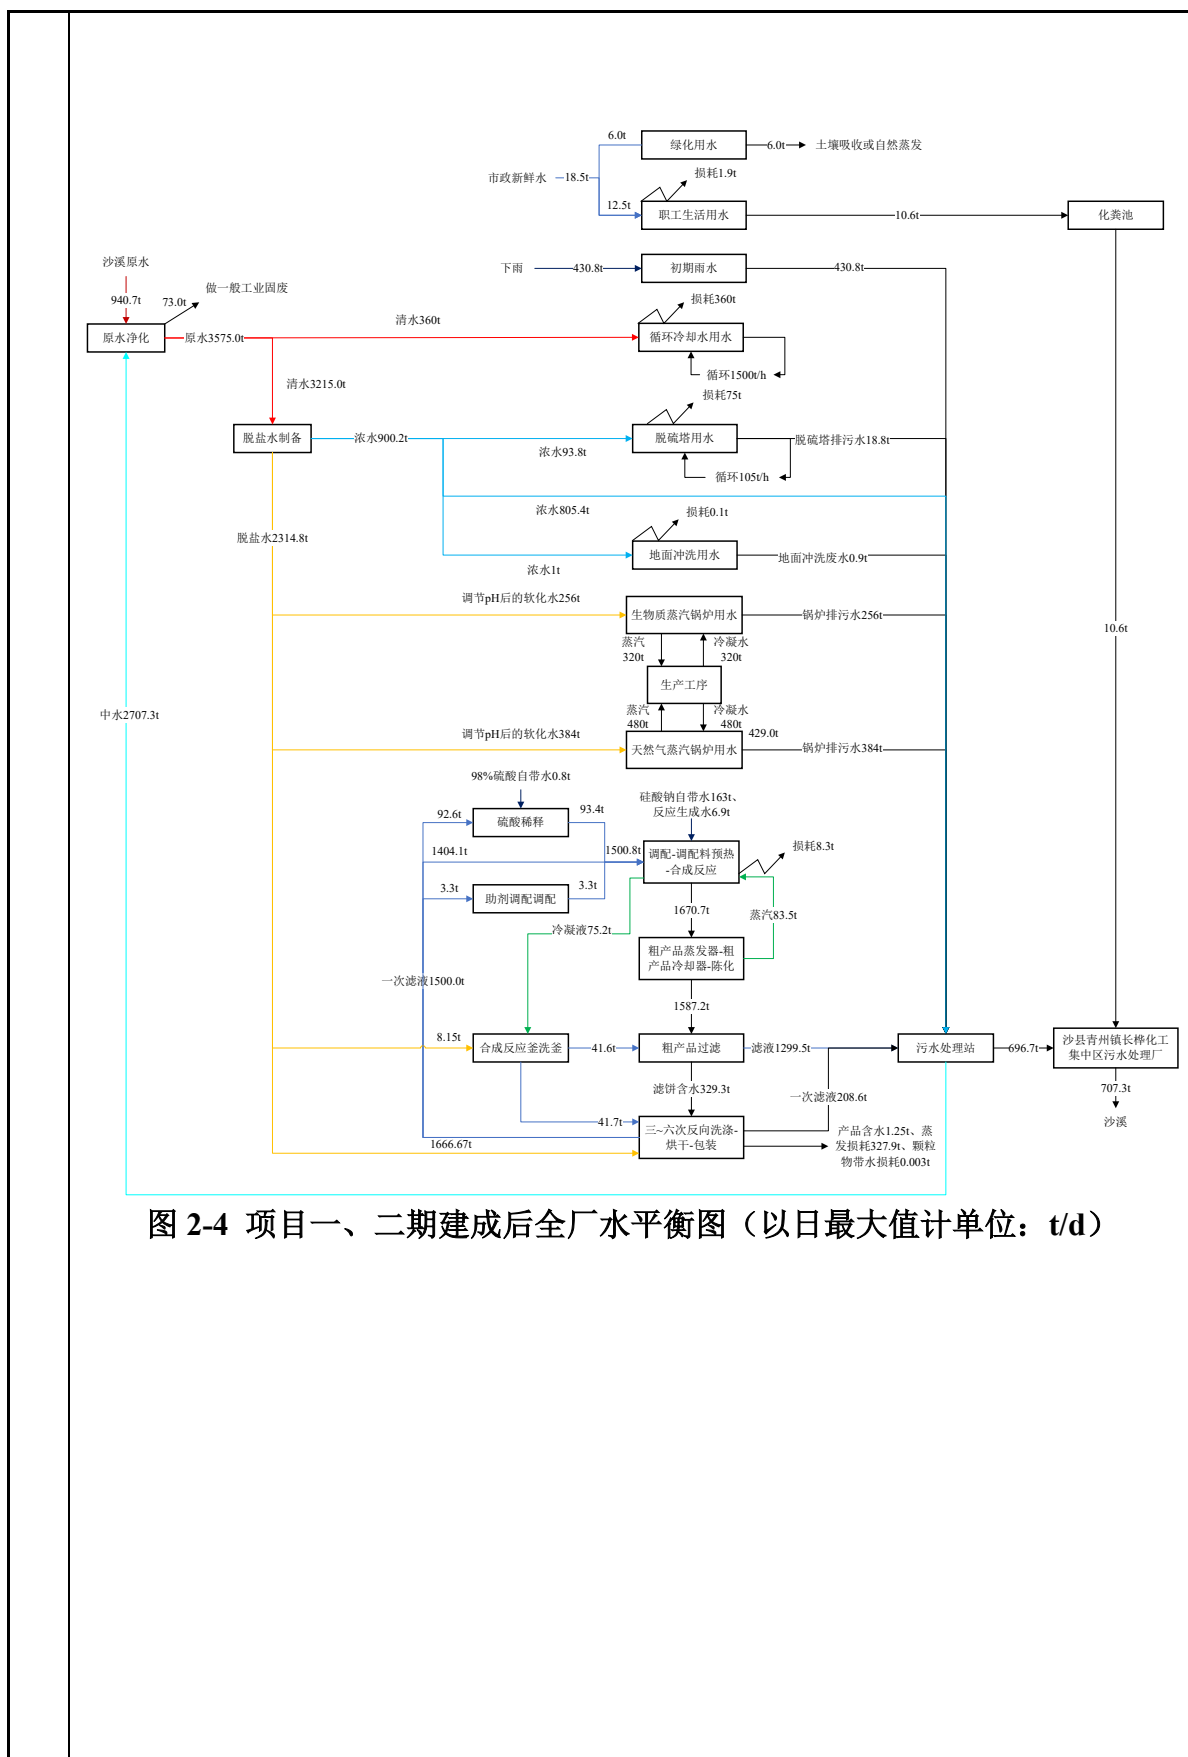 6.0t
绿化用水
6.0t
土壤吸收或自然蒸发
市政新鲜水
18.5t
损耗1.9t
12.5t
职工生活用水
10.6t
化粪池
沙溪原水
下雨
430.8t
初期雨水
430.8t
940.7t
73.0t
做一般工业固废
原水净化
原水3575.0t
清水360t
损耗360t
循环冷却水用水
循环1500t/h
清水3215.0t
损耗75t
脱盐水制备
浓水900.2t
脱硫塔用水
脱硫塔排污水18.8t
浓水93.8t
循环105t/h
浓水805.4t
损耗0.1t
脱盐水2314.8t
地面冲洗用水
地面冲洗废水0.9t
浓水1t
调节pH后的软化水256t
生物质蒸汽锅炉用水
锅炉排污水256t
10.6t
蒸汽
320t
冷凝水
320t
生产工序
中水2707.3t
蒸汽
480t
冷凝水
480t
调节pH后的软化水384t
天然气蒸汽锅炉用水
429.0t
锅炉排污水384t
98%硫酸自带水0.8t
92.6t
硫酸稀释
93.4t
硅酸钠自带水163t、
反应生成水6.9t
1404.1t
1500.8t
调配-调配料预热
-合成反应
损耗8.3t
3.3t
助剂调配调配
3.3t
1670.7t
蒸汽83.5t
冷凝液75.2t
粗产品蒸发器-粗
产品冷却器-陈化
一次滤液1500.0t
1587.2t
8.15t
合成反应釜洗釜
41.6t
粗产品过滤
滤液1299.5t
污水处理站
696.7t
沙县青州镇长桦化工
集中区污水处理厂
滤饼含水329.3t
一次滤液208.6t
707.3t
沙溪
41.7t
1666.67t
三~六次反向洗涤-
烘干-包装
产品含水1.25t、蒸
发损耗327.9t、颗粒
物带水损耗0.003t
图 2-4 项目一、二期建成后全厂水平衡图（以日最大值计单位：t/d）